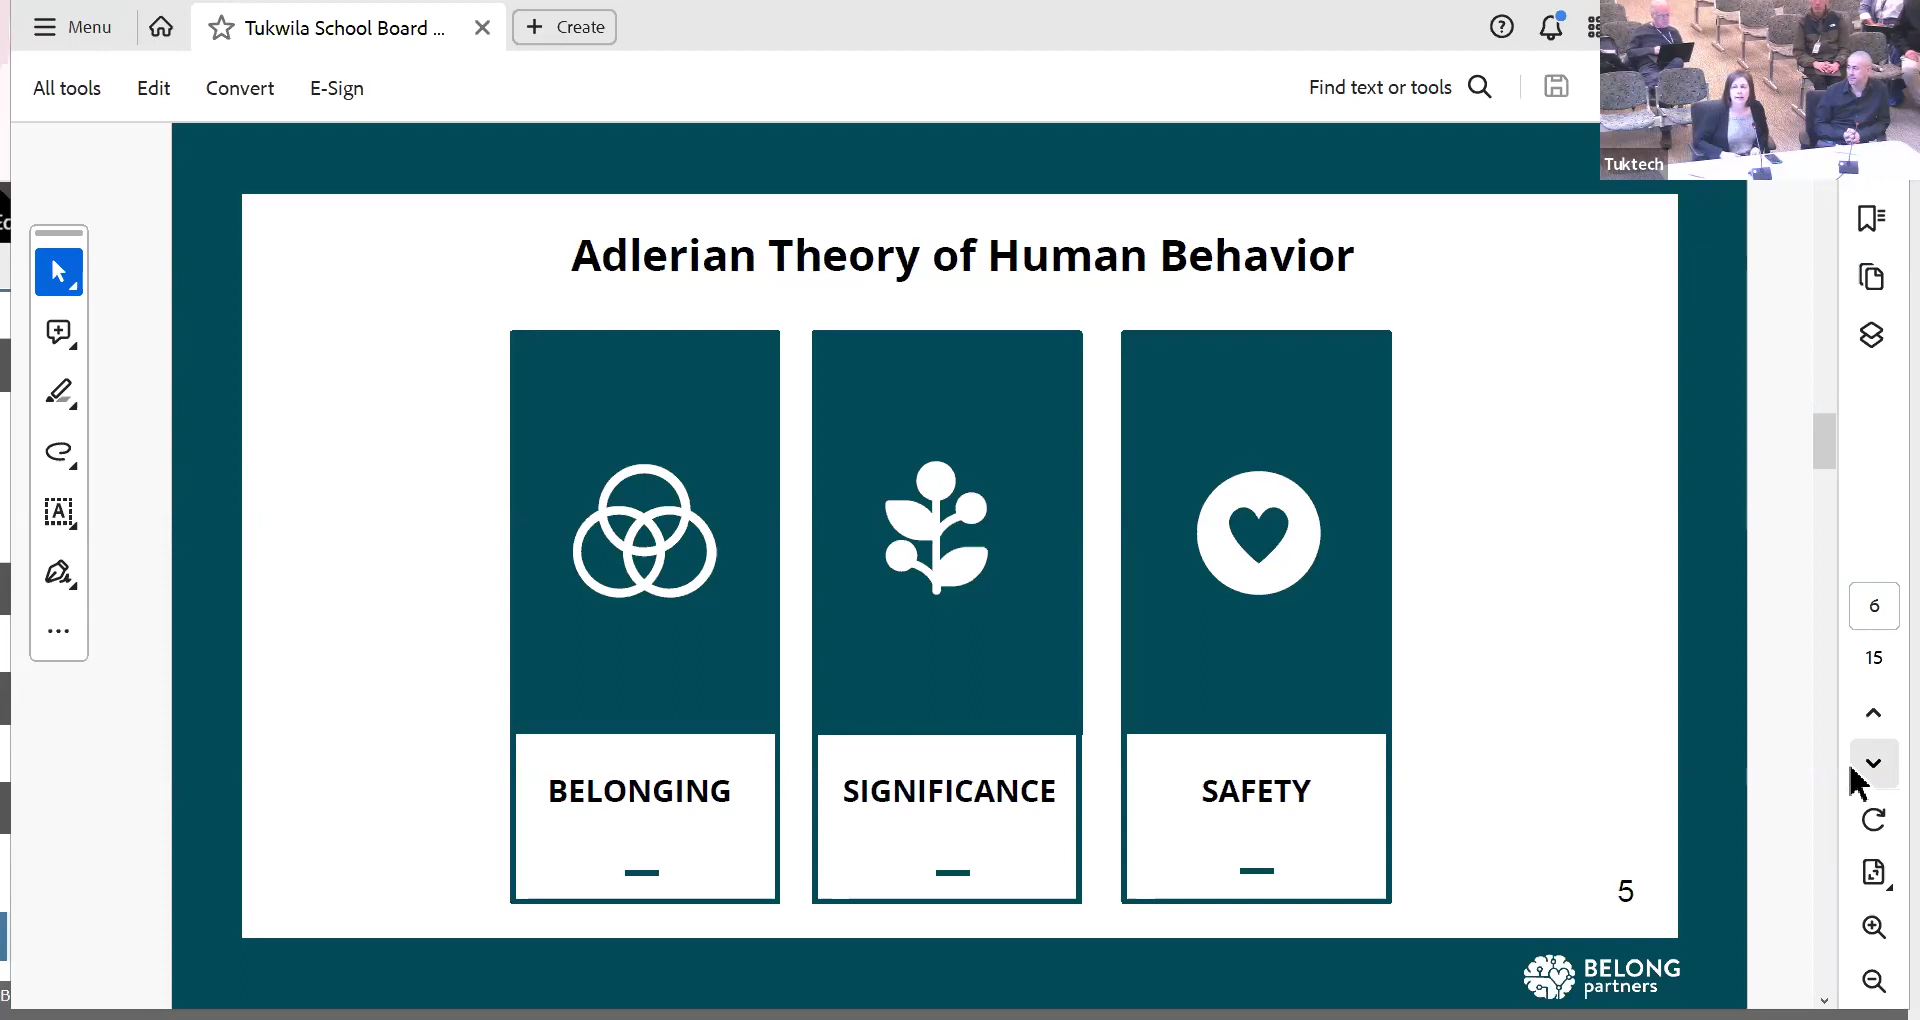 Menu
Tukwila School Board ...
Create
All tools
Edit
Convert
E-Sign
Find text or tools
Tuktech
Adlerian Theory of Human Behavior
BELONGING
SIGNIFICANCE
SAFETY
5
BELONG
partners
6
15